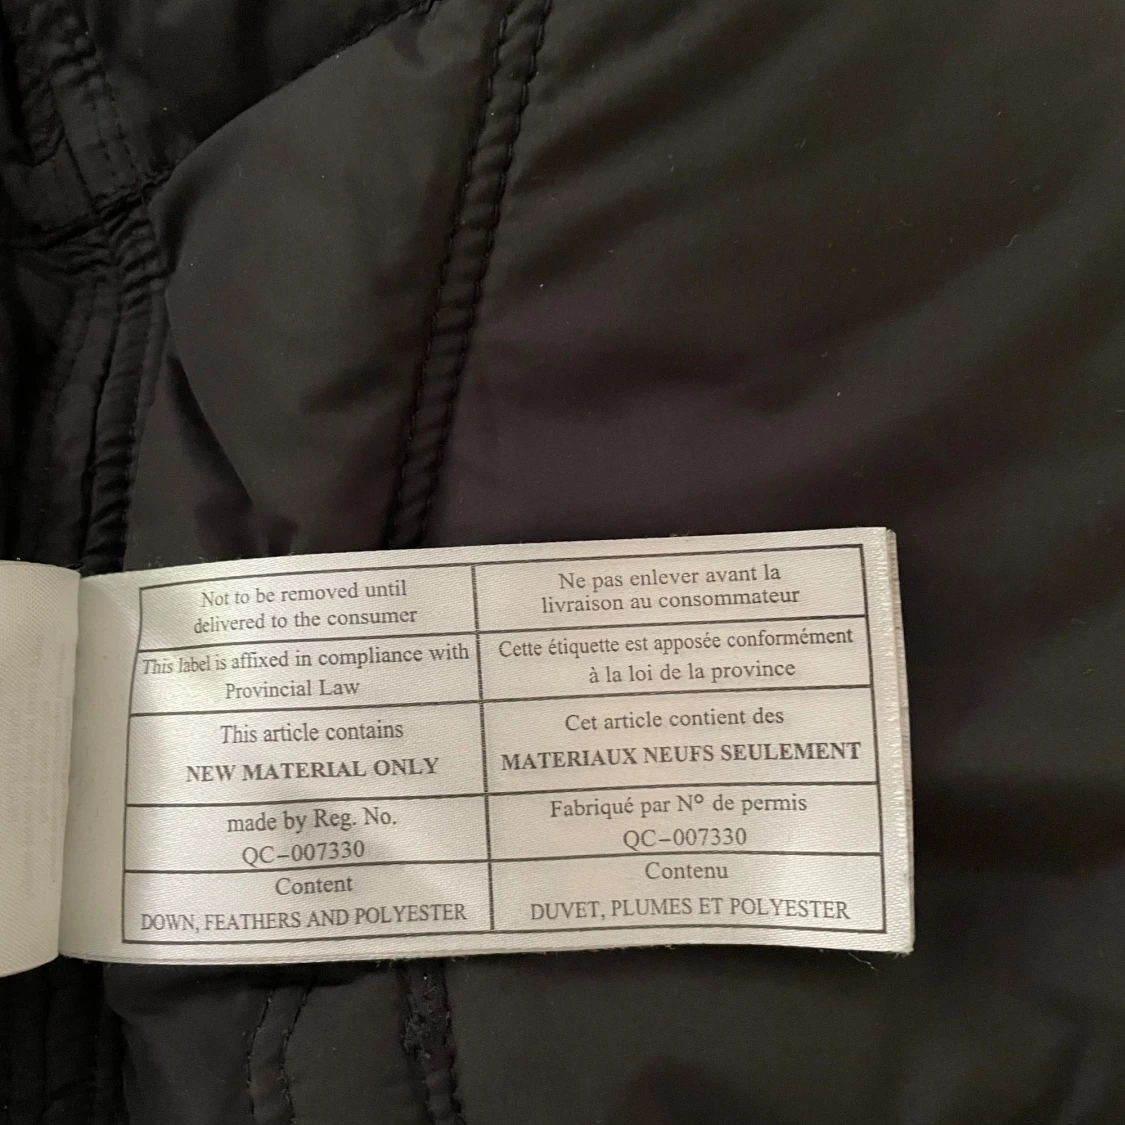 Not to be removed until
delivered to the consumer
Ne pas enlever avant la
livraison au consommateur
This label is affixed in compliance with
Provincial Law
Cette étiquette est apposée conformément
à la loi de la province
This article contains
NEW MATERIAL ONLY
Cet article contient des
MATERIAUX NEUFS SEULEMENT
made by Reg. No.
QC-007330
Fabriqué par Nº de permis
QC-007330
Content
DOWN, FEATHERS AND POLYESTER
Contenu
DUVET, PLUMES ET POLYESTER